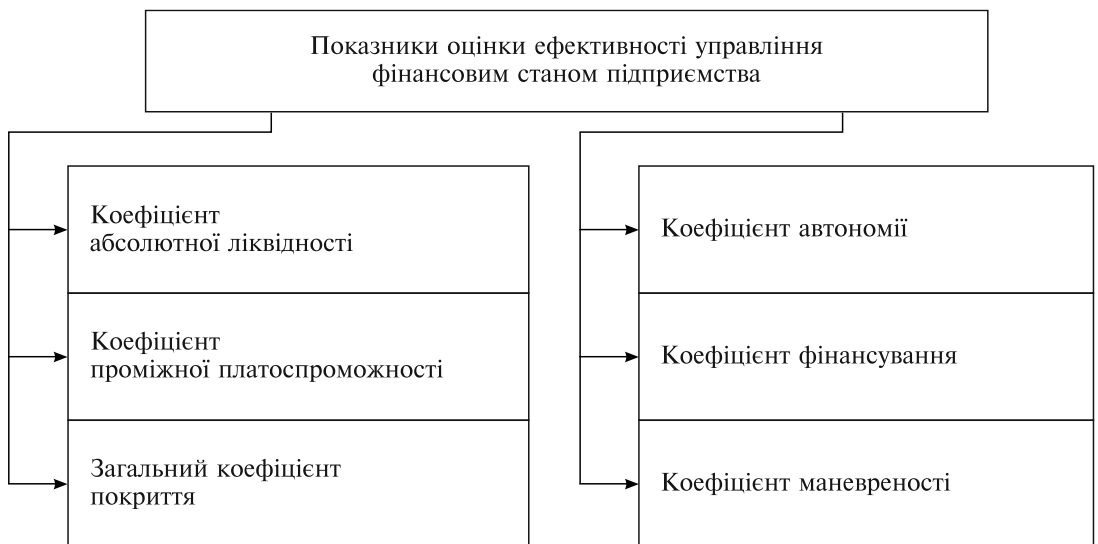 Показники оцінки ефективності управління
фінансовим станом підприємства
Коефіцієнт
абсолютної ліквідності
Коефіцієнт
проміжної платоспроможності
Загальний коефіцієнт
покриття
Коефіцієнт автономії
Коефіцієнт фінансування
Коефіцієнт маневреності